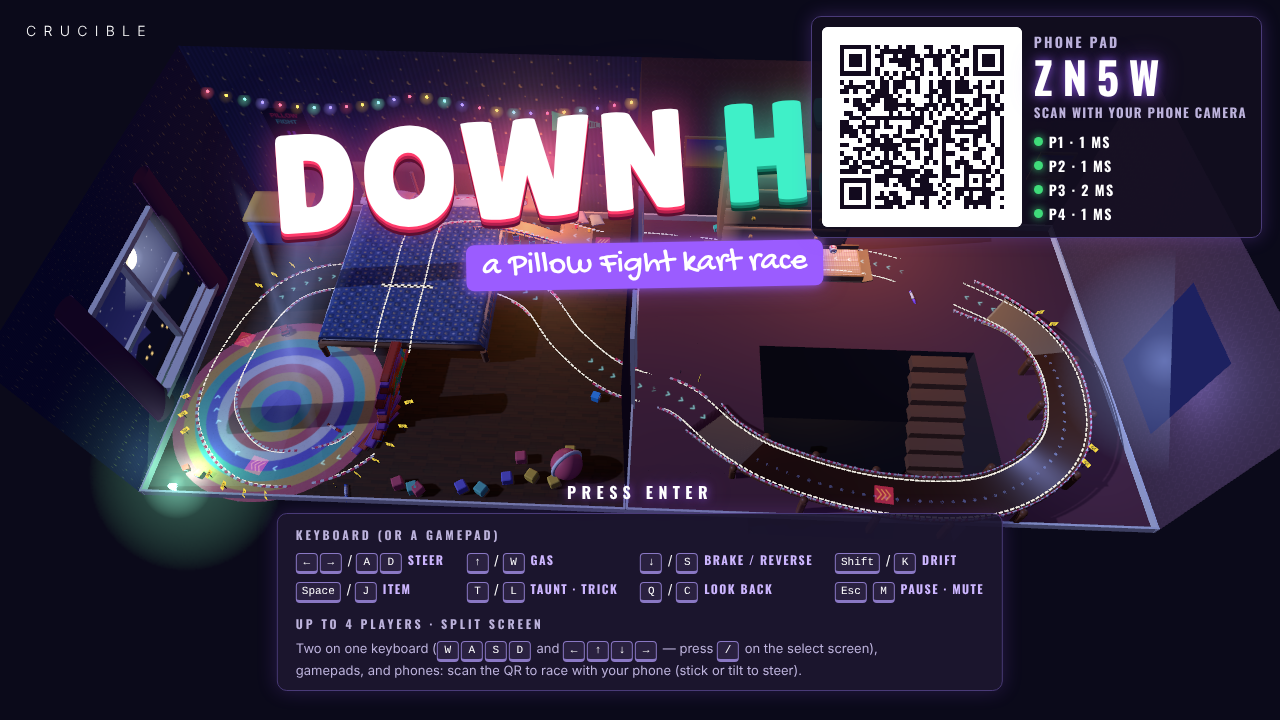 CRUCIBLE
DOWN H
a Pillow Fight kart race
PHONE PAD
ZN5W
SCAN WITH YOUR PHONE CAMERA
P1 · 1 MS
P2 · 1 MS
P3 · 2 MS
P4 · 1 MS
PRESS ENTER
KEYBOARD (OR A GAMEPAD)
← → / A D STEER ↑ / W GAS ↓ / S BRAKE / REVERSE Shift / K DRIFT
Space / J ITEM T / L TAUNT · TRICK Q / C LOOK BACK Esc M PAUSE · MUTE
UP TO 4 PLAYERS · SPLIT SCREEN
Two on one keyboard (W A S D and ← ↑ ↓ → — press / on the select screen),
gamepads, and phones: scan the QR to race with your phone (stick or tilt to steer).